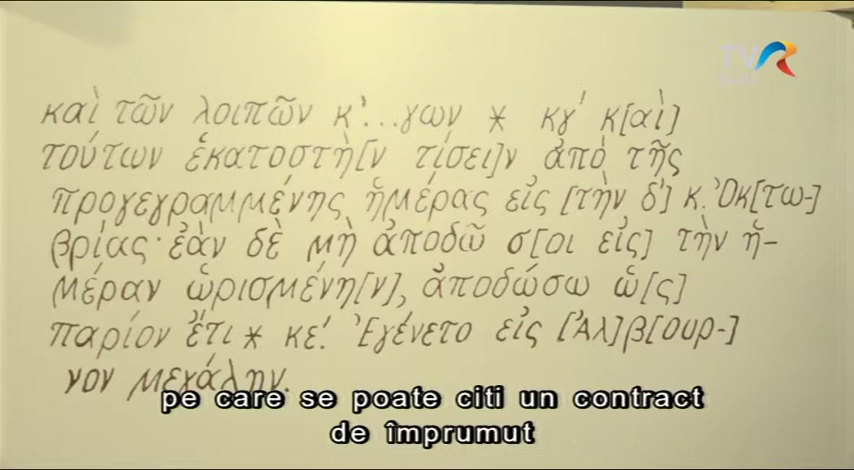 TVR
καὶ τῶν λοιπῶν κ'...γων * κγ' κ[αὶ]
τούτων ἑκατοστὴ[ν τίσει]ν ἀπὸ τῆς
προγεγραμμένης ἡμέρας εἰς [τὴν δ'] κ. Ὀκ[τω-]
βρίας· ἐὰν δὲ μὴ ἀποδῶ σ[οι εἰς] τὴν ἡ-
μέραν ὡρισμένη[ν], ἀποδώσω ὡ[ς]
παρίον ἔτι * κε'. Ἐγένετο εἰς [Ἀλ]β[ουρ-]
νον μεγάλην.
pe care se poate citi un contract
de împrumut